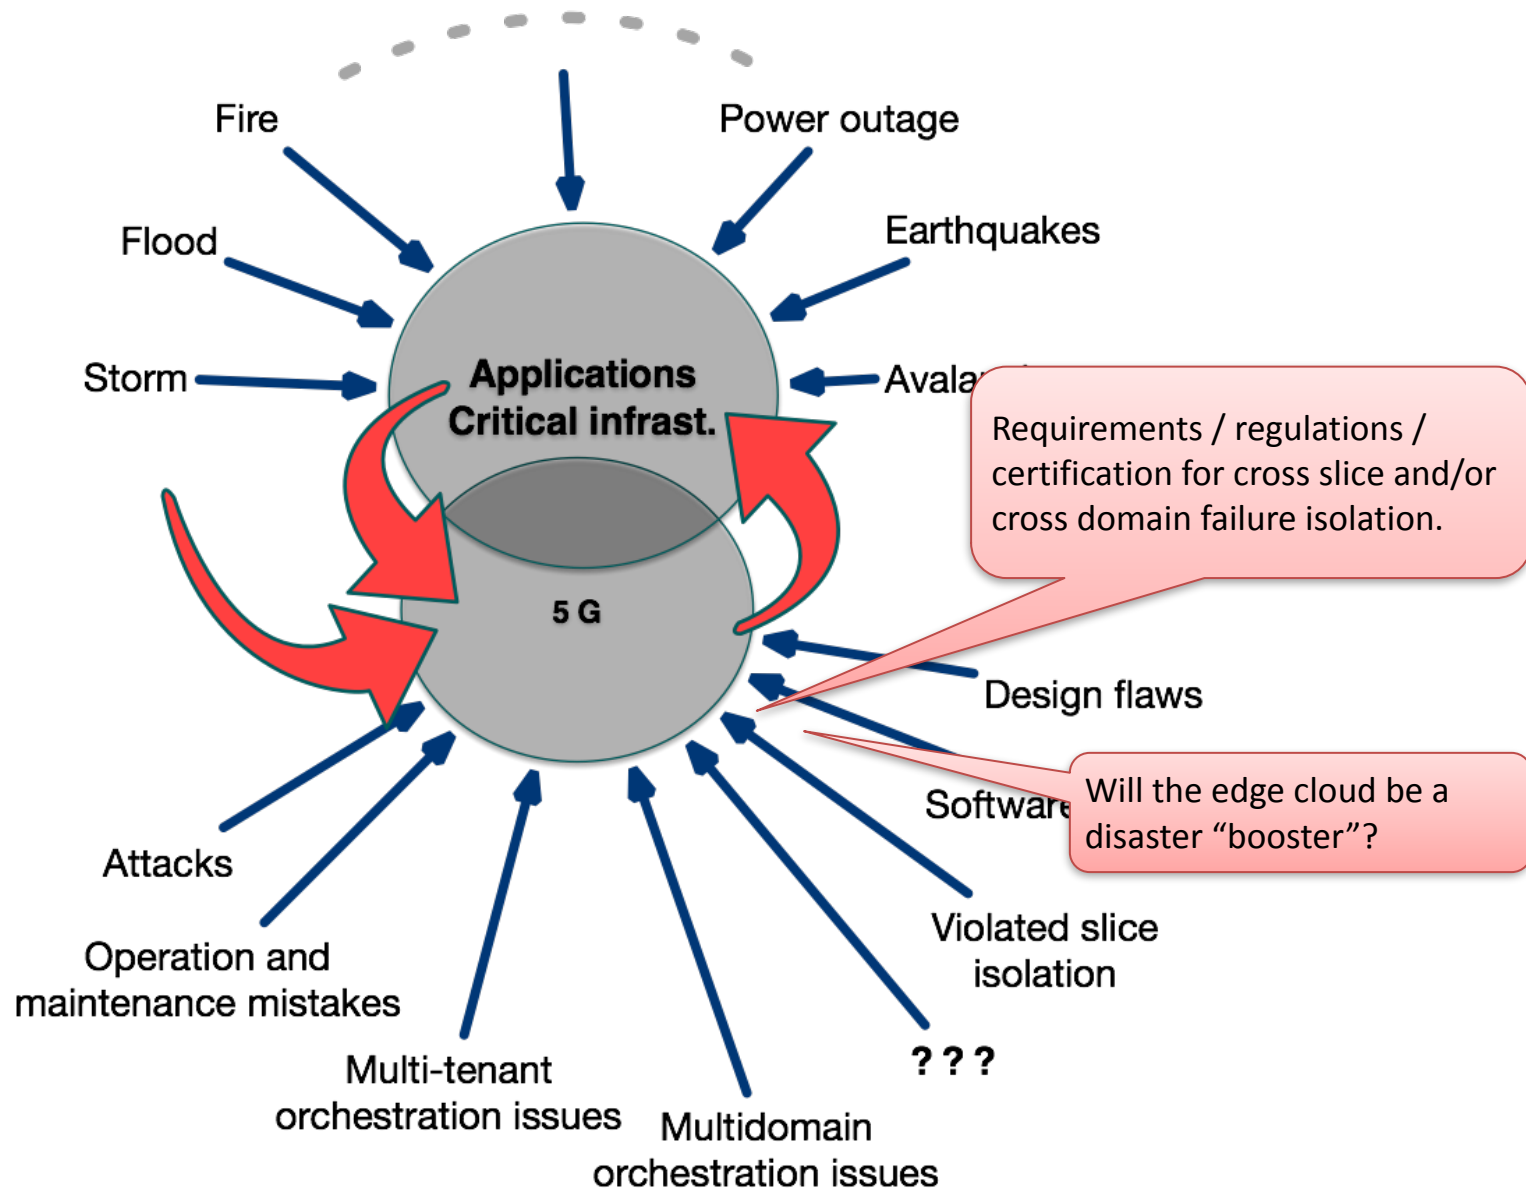 Fire
Power outage
Flood
Earthquakes
Storm
Applications
Critical infrast.
Requirements / regulations /
certification for cross slice and/or
cross domain failure isolation.
5 G
Design flaws
Software
Will the edge cloud be a
disaster “booster”?
Attacks
Violated slice
isolation
Operation and
maintenance mistakes
? ? ?
Multi-tenant
orchestration issues
Multidomain
orchestration issues